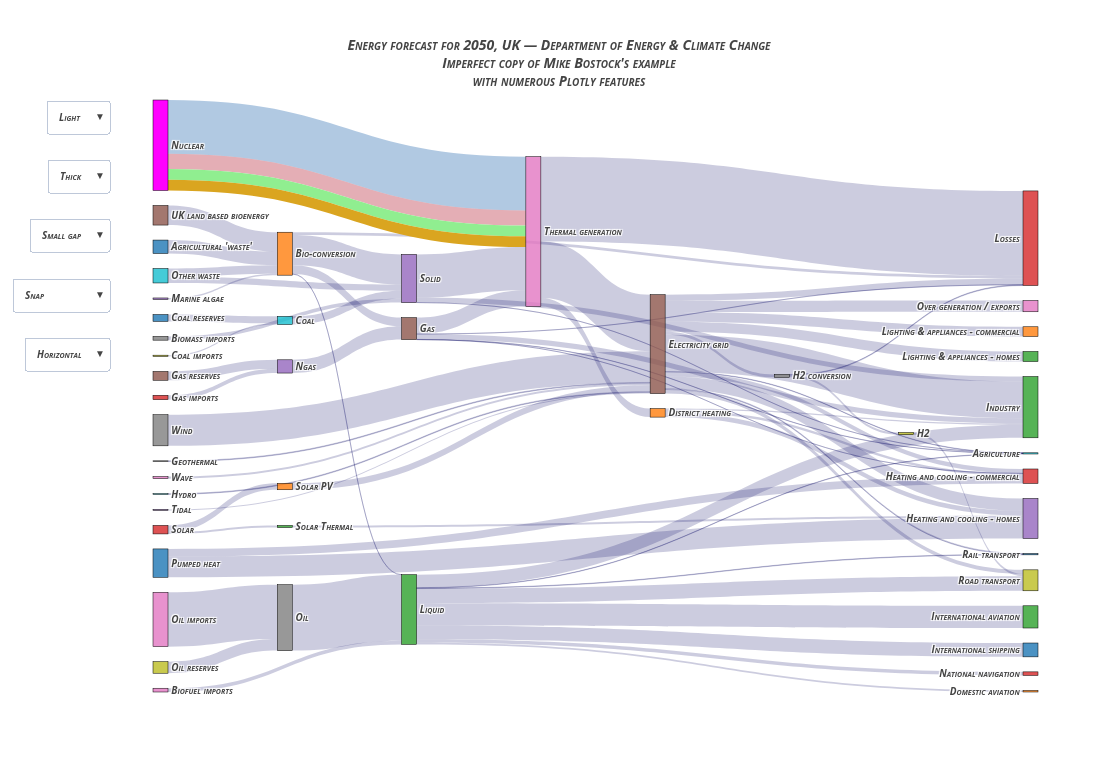 Energy forecast for 2050, UK — Department of Energy & Climate Change
Imperfect copy of Mike Bostock's example
with numerous Plotly features
Light ▼
Thick ▼
Small gap ▼
Snap ▼
Horizontal ▼
Nuclear
UK land based bioenergy
Agricultural 'waste'
Other waste
Marine algae
Coal reserves
Biomass imports
Coal imports
Gas reserves
Gas imports
Wind
Geothermal
Wave
Hydro
Tidal
Solar
Pumped heat
Oil imports
Oil reserves
Biofuel imports
Bio-conversion
Coal
Ngas
Solar PV
Solar Thermal
Oil
Solid
Gas
Liquid
Thermal generation
Electricity grid
District heating
H2 conversion
H2
Losses
Over generation / exports
Lighting & appliances - commercial
Lighting & appliances - homes
Industry
Agriculture
Heating and cooling - commercial
Heating and cooling - homes
Rail transport
Road transport
International aviation
International shipping
National navigation
Domestic aviation